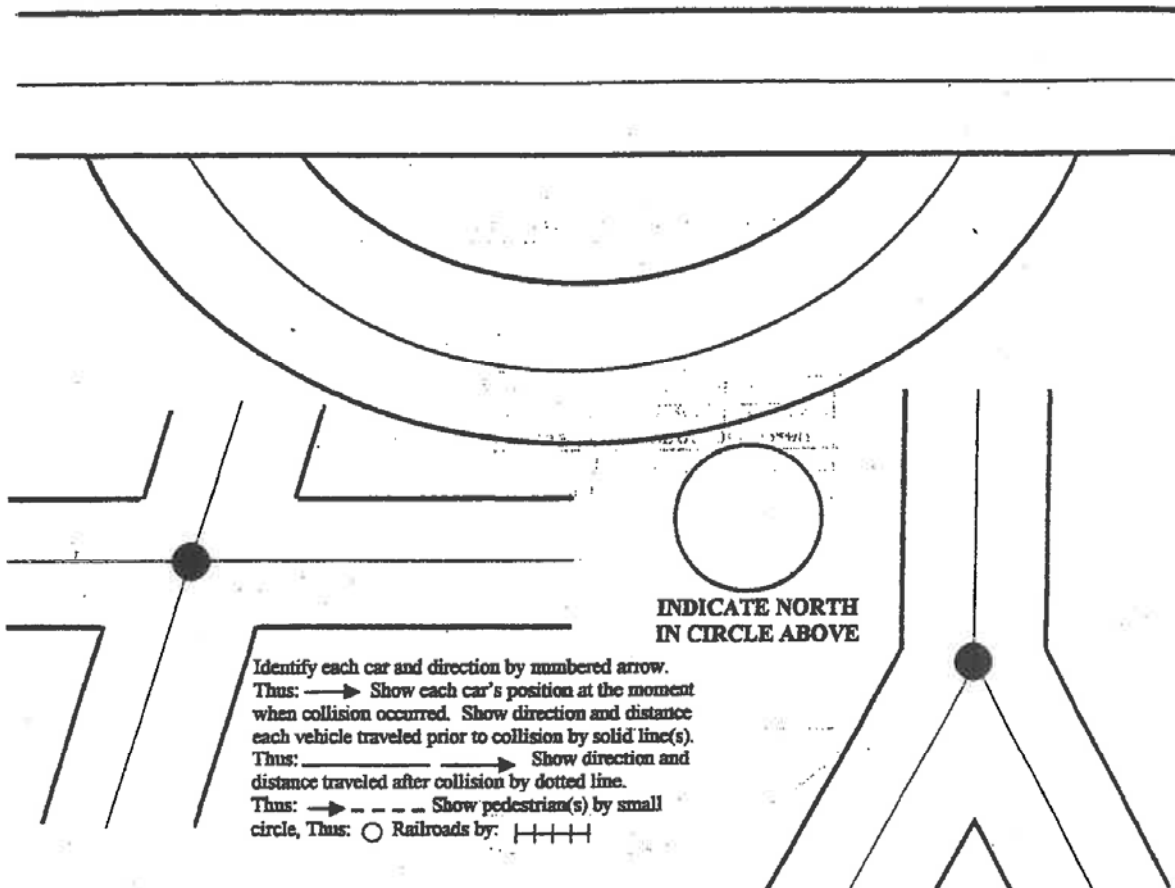 INDICATE NORTH
IN CIRCLE ABOVE
Identify each car and direction by numbered arrow.
Thus: Show each car's position at the moment
when collision occurred. Show direction and distance
each vehicle traveled prior to collision by solid line(s).
Thus: Show direction and
distance traveled after collision by dotted line.
Thus: Show pedestrian(s) by small
circle, Thus: Railroads by: